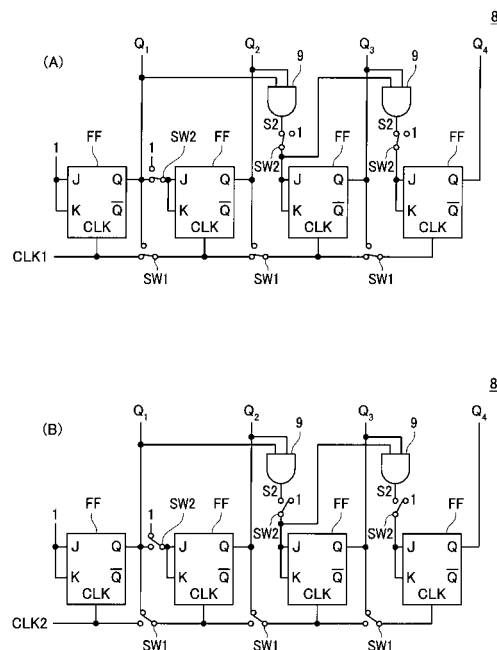 8
Q1 Q2 Q3 Q4
(A)
9 9
S2 1 S2 1
1 FF 1 SW2 FF SW2 FF SW2 FF
J Q J Q J Q J Q
K Q̅ K Q̅ K Q̅ K Q̅
CLK CLK CLK CLK
CLK1
SW1 SW1 SW1
8
Q1 Q2 Q3 Q4
(B)
9 9
S2 1 S2 1
1 FF 1 SW2 FF SW2 FF SW2 FF
J Q J Q J Q J Q
K Q̅ K Q̅ K Q̅ K Q̅
CLK CLK CLK CLK
CLK2
SW1 SW1 SW1